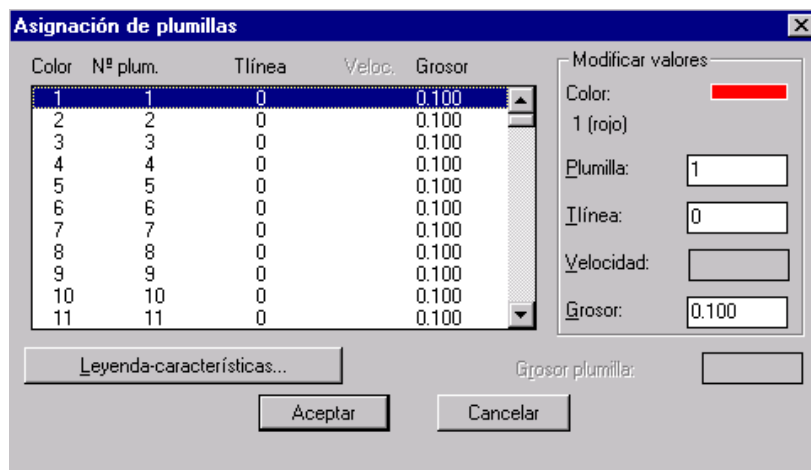 Asignación de plumillas
Color Nº plum. Tlínea Veloc. Grosor
1 1 0 0.100
2 2 0 0.100
3 3 0 0.100
4 4 0 0.100
5 5 0 0.100
6 6 0 0.100
7 7 0 0.100
8 8 0 0.100
9 9 0 0.100
10 10 0 0.100
11 11 0 0.100
Modificar valores
Color:
1 (rojo)
Plumilla: 1
Tlínea: 0
Velocidad:
Grosor: 0.100
Leyenda-características...
Grosor plumilla:
Aceptar Cancelar